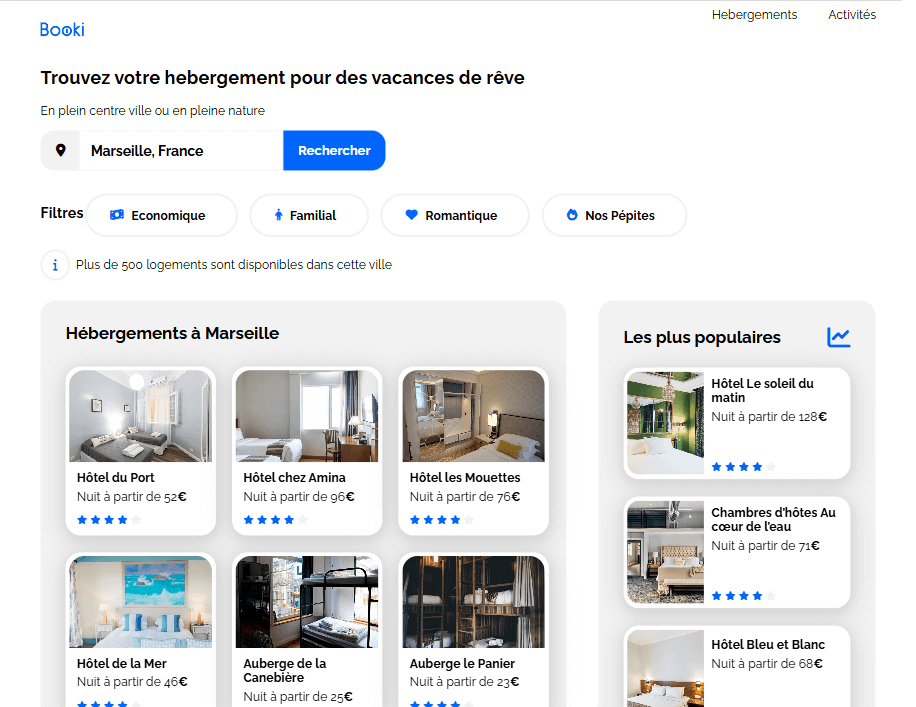 Hebergements
Activités
Booki
Trouvez votre hebergement pour des vacances de rêve
En plein centre ville ou en pleine nature
Marseille, France
Rechercher
Filtres
Economique
Familial
Romantique
Nos Pépites
Plus de 500 logements sont disponibles dans cette ville
Hébergements à Marseille
Hôtel du Port
Nuit à partir de 52€
Hôtel chez Amina
Nuit à partir de 96€
Hôtel les Mouettes
Nuit à partir de 76€
Hôtel de la Mer
Nuit à partir de 46€
Auberge de la
Canebière
Nuit à partir de 25€
Auberge le Panier
Nuit à partir de 23€
Les plus populaires
Hôtel Le soleil du
matin
Nuit à partir de 128€
Chambres d'hôtes Au
cœur de l'eau
Nuit à partir de 71€
Hôtel Bleu et Blanc
Nuit à partir de 68€